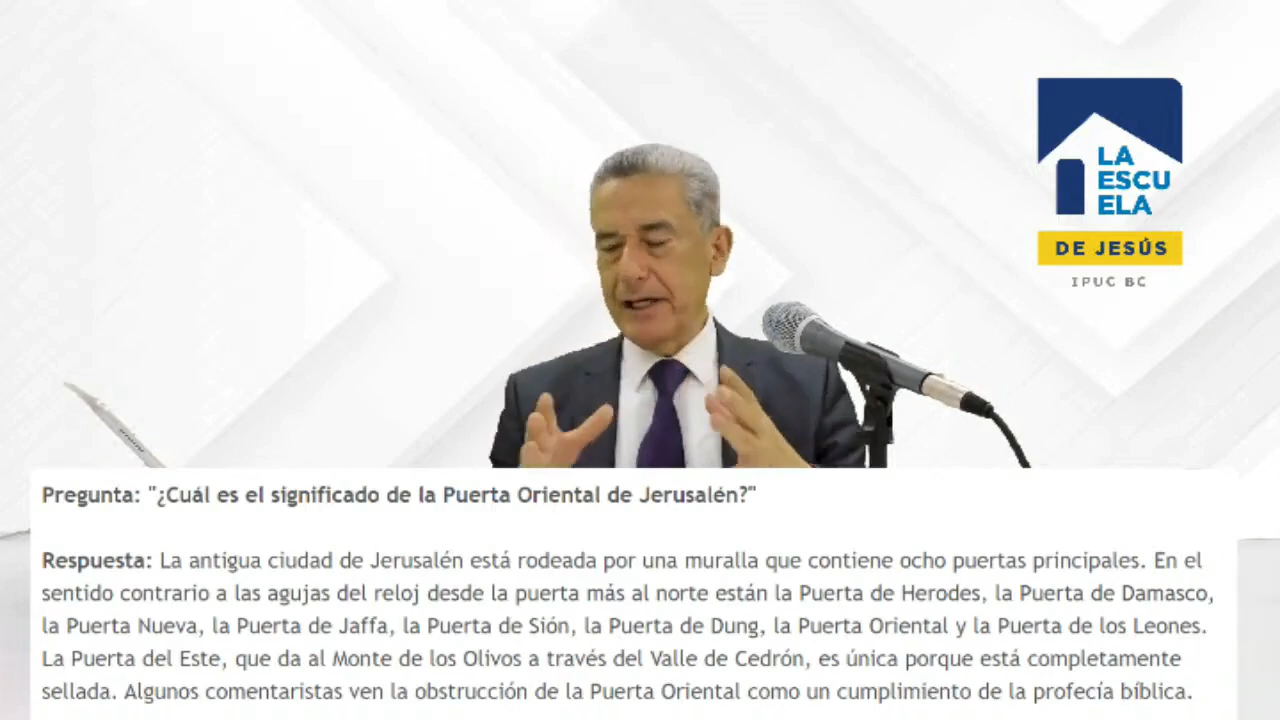 LA
ESCU
ELA
DE JESÚS
IPUC BC
Pregunta: "¿Cuál es el significado de la Puerta Oriental de Jerusalén?"
Respuesta: La antigua ciudad de Jerusalén está rodeada por una muralla que contiene ocho puertas principales. En el
sentido contrario a las agujas del reloj desde la puerta más al norte están la Puerta de Herodes, la Puerta de Damasco,
la Puerta Nueva, la Puerta de Jaffa, la Puerta de Sión, la Puerta de Dung, la Puerta Oriental y la Puerta de los Leones.
La Puerta del Este, que da al Monte de los Olivos a través del Valle de Cedrón, es única porque está completamente
sellada. Algunos comentaristas ven la obstrucción de la Puerta Oriental como un cumplimiento de la profecía bíblica.